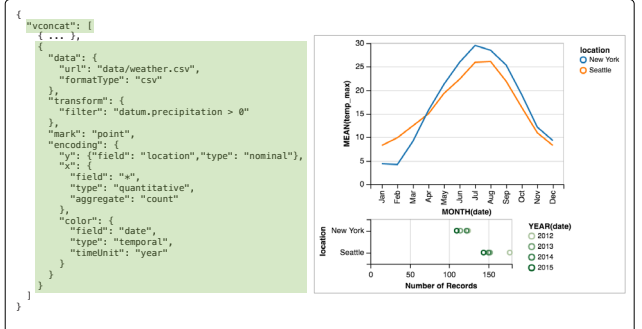 {
  "vconcat": [
    { ... },
    {
      "data": {
        "url": "data/weather.csv",
        "formatType": "csv"
      },
      "transform": {
        "filter": "datum.precipitation > 0"
      },
      "mark": "point",
      "encoding": {
        "y": {"field": "location","type": "nominal"},
        "x": {
          "field": "*",
          "type": "quantitative",
          "aggregate": "count"
        },
        "color": {
          "field": "date",
          "type": "temporal",
          "timeUnit": "year"
        }
      }
    }
  ]
}
MEAN(temp_max)
30
25
20
15
10
5
0
Jan Feb Mar Apr May Jun Jul Aug Sep Oct Nov Dec
MONTH(date)
location
New York
Seattle
location
New York
Seattle
0 50 100 150
Number of Records
YEAR(date)
2012
2013
2014
2015